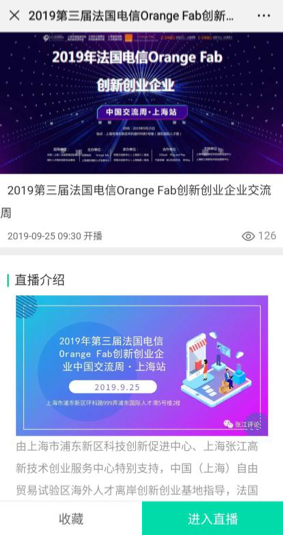 2019第三届法国电信Orange Fab创新...
2019年法国电信Orange Fab
创新创业企业
中国交流周·上海站
2019第三届法国电信Orange Fab创新创业企业交流
周
2019-09-25 09:30 开播
126
直播介绍
2019年第三届法国电信
Orange Fab创新创业企
业中国交流周·上海站
2019.9.25
上海市浦东新区环科路999弄浦东国际人才港5号楼2楼
张江评论
由上海市浦东新区科技创新促进中心、上海张江高
新技术创业服务中心特别支持，中国（上海）自由
贸易试验区海外人才离岸创新创业基地指导，法国
收藏
进入直播